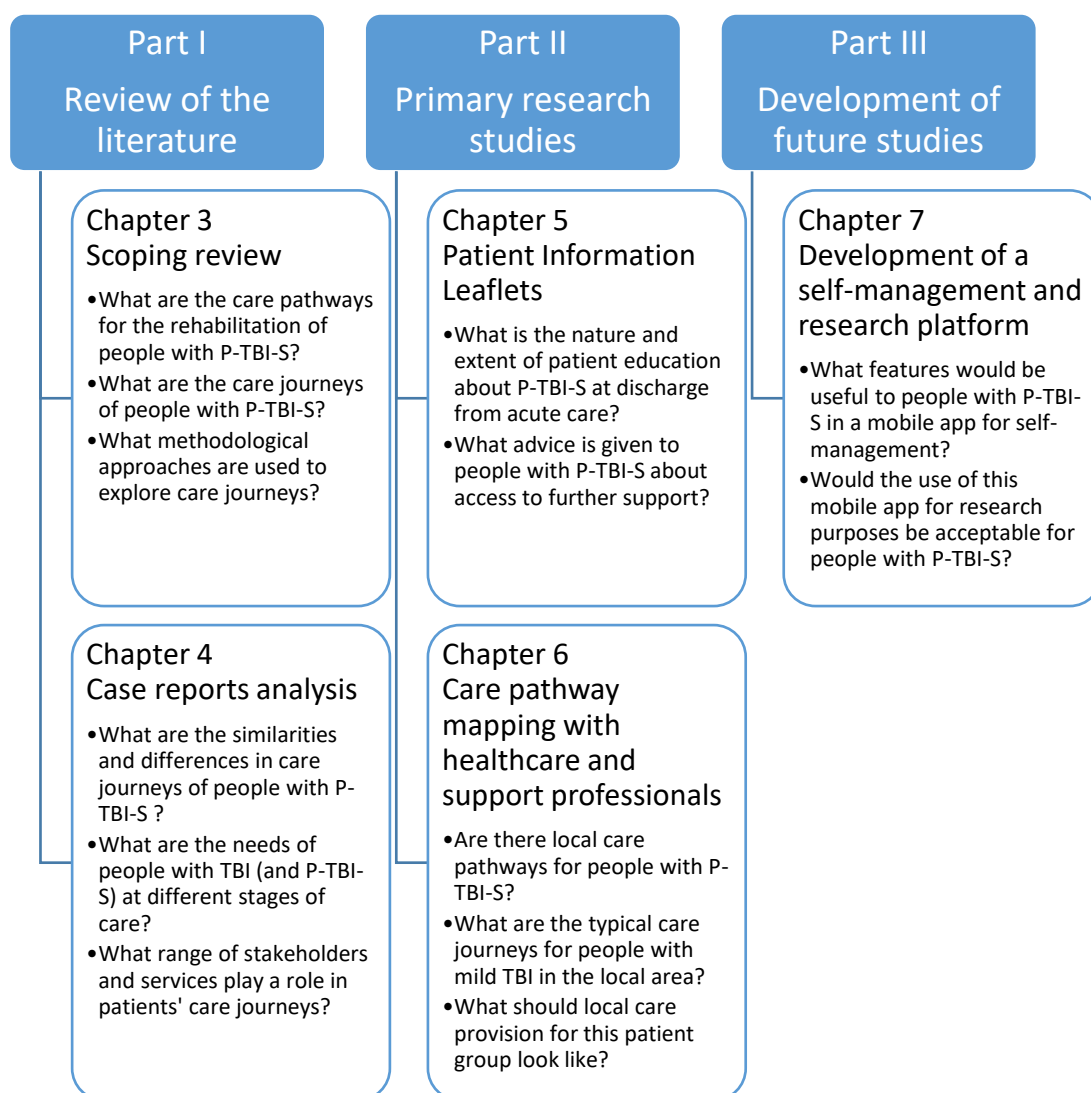 Part I
Review of the
literature
Part II
Primary research
studies
Part III
Development of
future studies
Chapter 3
Scoping review
•What are the care pathways
for the rehabilitation of
people with P-TBI-S?
•What are the care journeys
of people with P-TBI-S?
•What methodological
approaches are used to
explore care journeys?
Chapter 4
Case reports analysis
•What are the similarities
and differences in care
journeys of people with P-
TBI-S ?
•What are the needs of
people with TBI (and P-TBI-
S) at different stages of
care?
•What range of stakeholders
and services play a role in
patients' care journeys?
Chapter 5
Patient Information
Leaflets
•What is the nature and
extent of patient education
about P-TBI-S at discharge
from acute care?
•What advice is given to
people with P-TBI-S about
access to further support?
Chapter 6
Care pathway
mapping with
healthcare and
support professionals
•Are there local care
pathways for people with P-
TBI-S?
•What are the typical care
journeys for people with
mild TBI in the local area?
•What should local care
provision for this patient
group look like?
Chapter 7
Development of a
self-management and
research platform
•What features would be
useful to people with P-TBI-
S in a mobile app for self-
management?
•Would the use of this
mobile app for research
purposes be acceptable for
people with P-TBI-S?